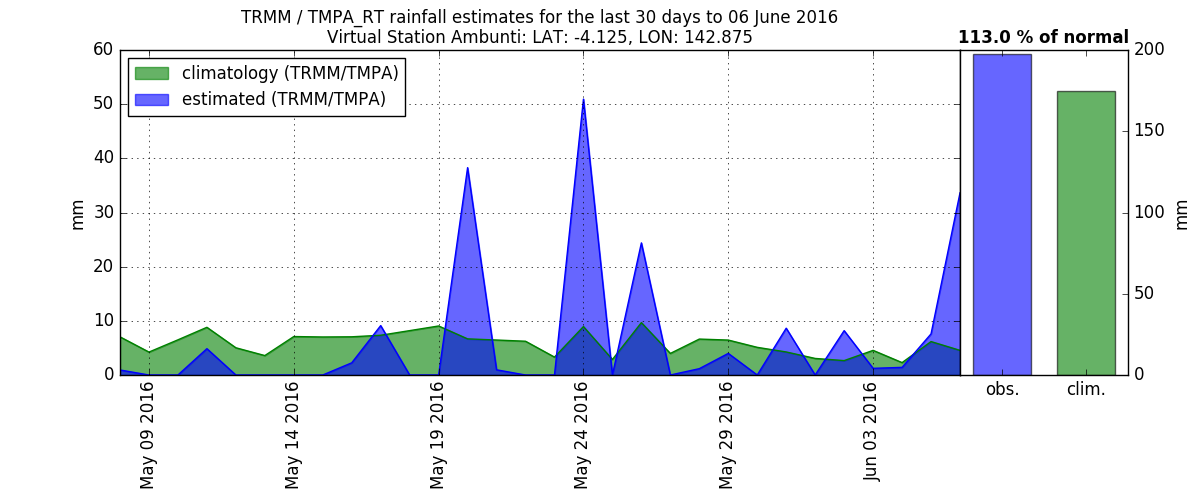 TRMM / TMPA_RT rainfall estimates for the last 30 days to 06 June 2016
Virtual Station Ambunti: LAT: -4.125, LON: 142.875
113.0 % of normal
climatology (TRMM/TMPA)
estimated (TRMM/TMPA)
60
50
40
30
20
10
0
mm
May 09 2016
May 14 2016
May 19 2016
May 24 2016
May 29 2016
Jun 03 2016
obs.
clim.
200
150
100
50
0
mm